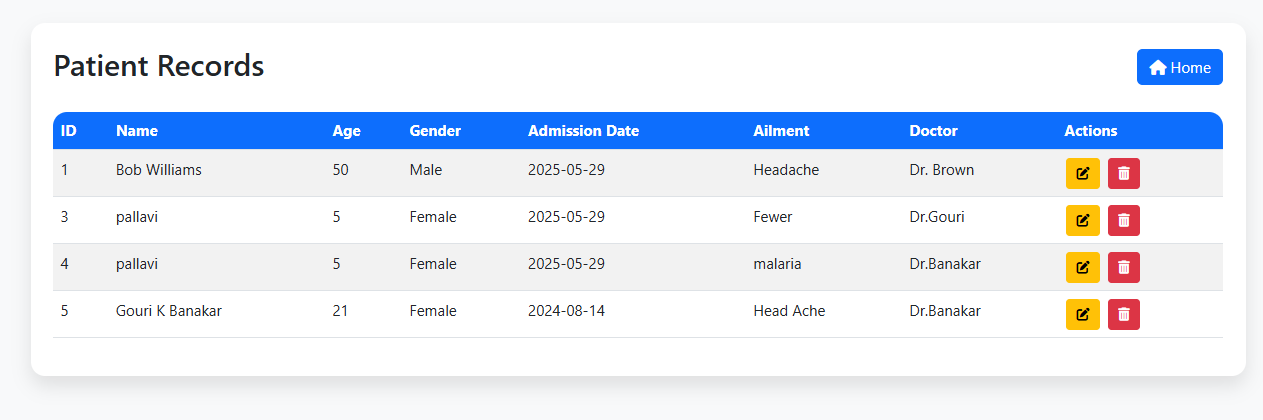 Patient Records
Home
ID Name Age Gender Admission Date Ailment Doctor Actions
1 Bob Williams 50 Male 2025-05-29 Headache Dr. Brown
3 pallavi 5 Female 2025-05-29 Fewer Dr.Gouri
4 pallavi 5 Female 2025-05-29 malaria Dr.Banakar
5 Gouri K Banakar 21 Female 2024-08-14 Head Ache Dr.Banakar